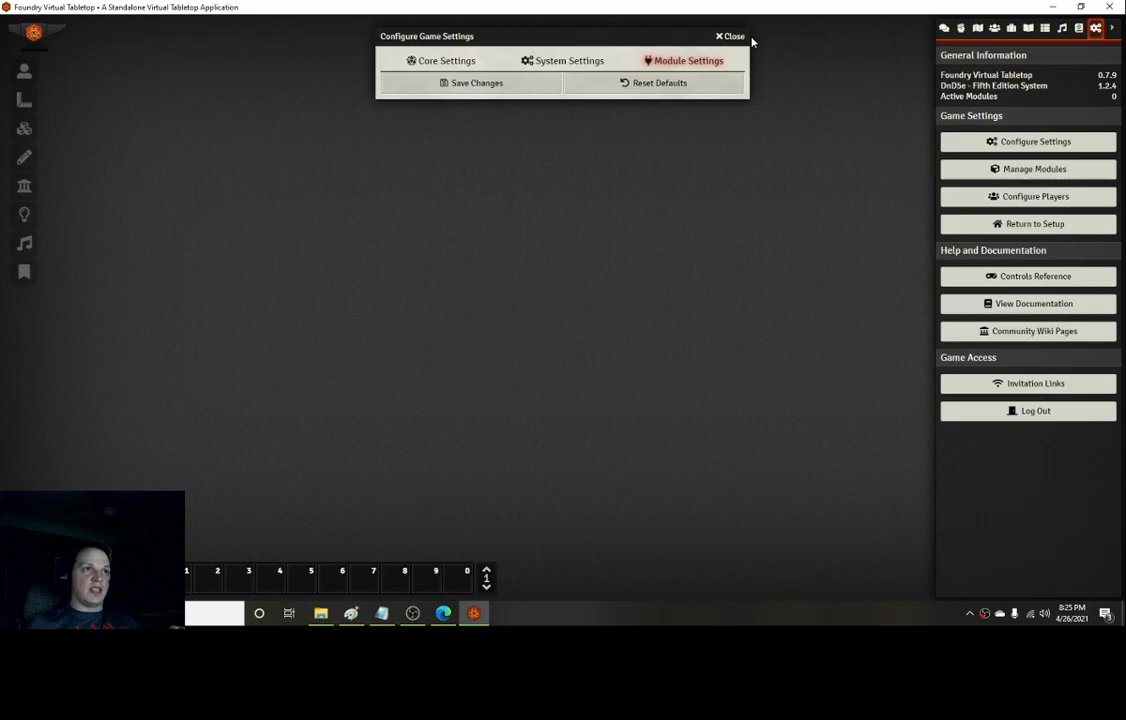 Foundry Virtual Tabletop • A Standalone Virtual Tabletop Application
Configure Game Settings
Close
Core Settings
System Settings
Module Settings
Save Changes
Reset Defaults
General Information
Foundry Virtual Tabletop 0.7.9
DnD5e - Fifth Edition System 1.2.4
Active Modules 0
Game Settings
Configure Settings
Manage Modules
Configure Players
Return to Setup
Help and Documentation
Controls Reference
View Documentation
Community Wiki Pages
Game Access
Invitation Links
Log Out
1 2 3 4 5 6 7 8 9 0
1
8:25 PM
4/26/2021
3